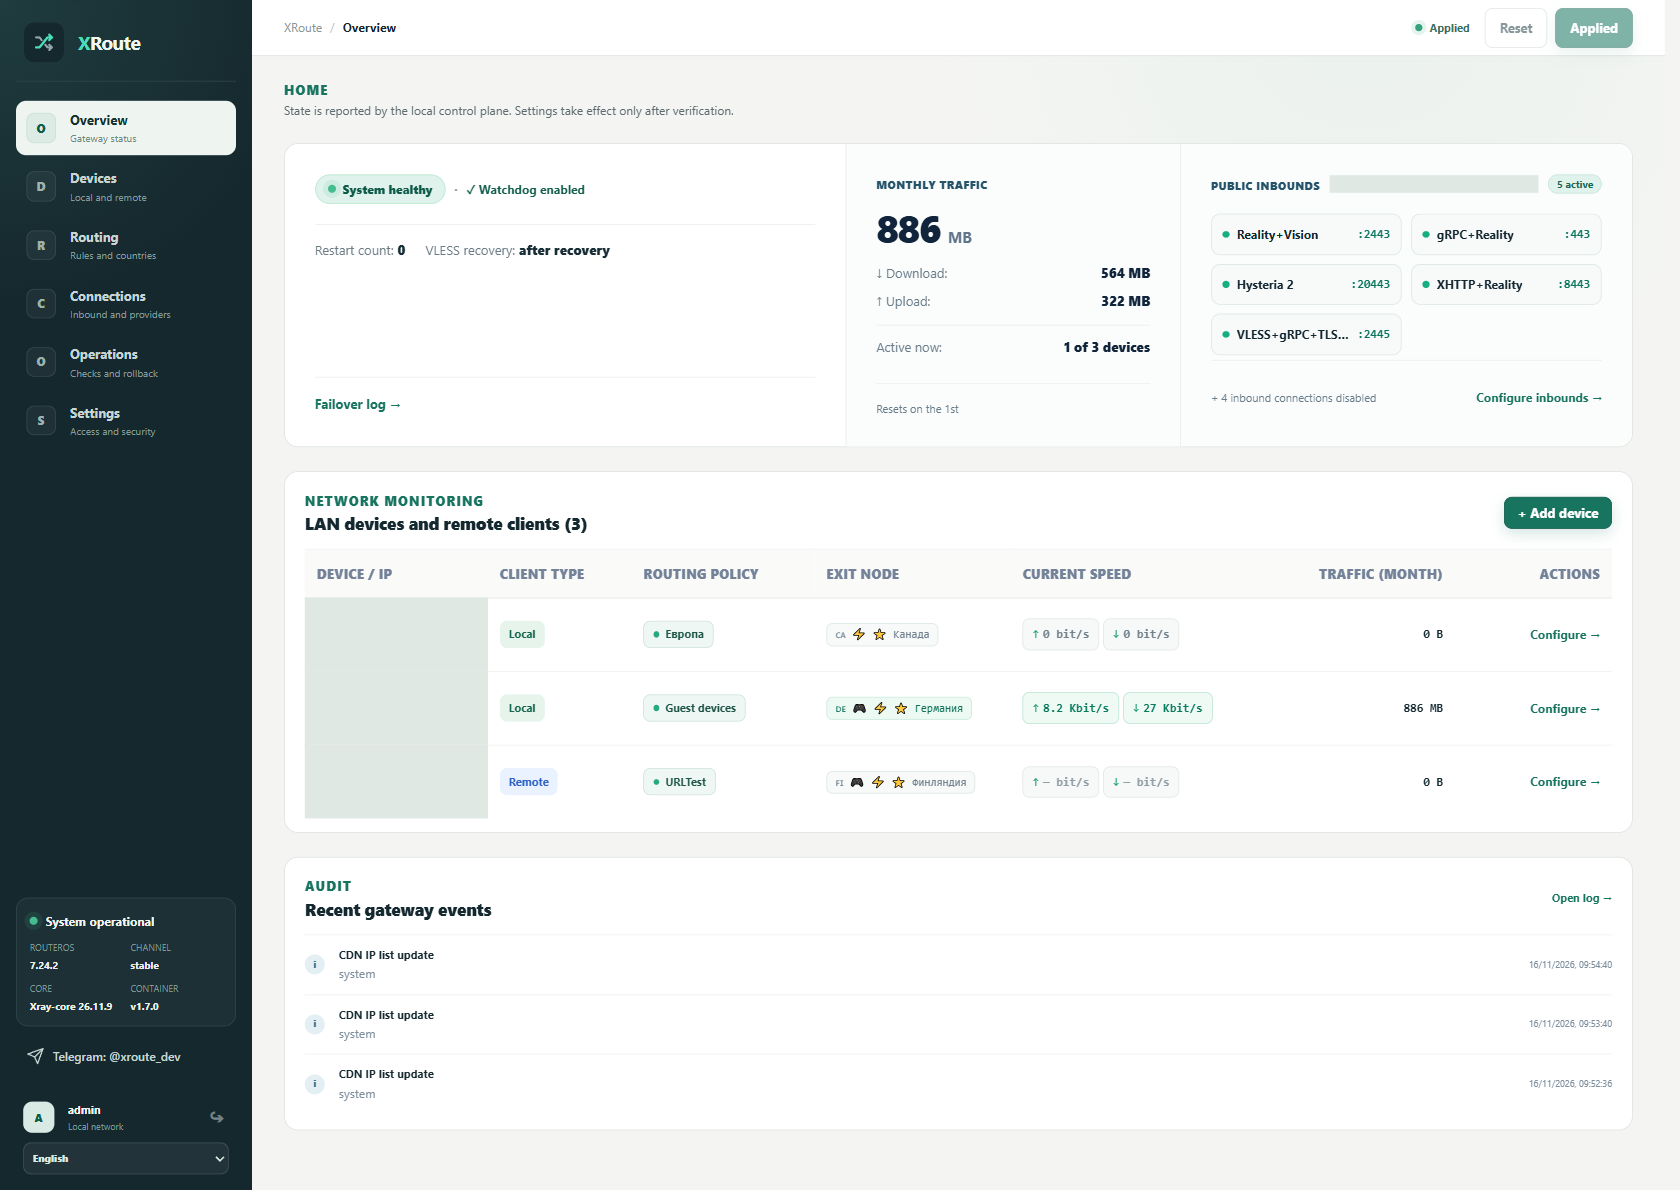 XRoute
O
Overview
Gateway status
D
Devices
Local and remote
R
Routing
Rules and countries
C
Connections
Inbound and providers
O
Operations
Checks and rollback
S
Settings
Access and security
System operational
ROUTEROS
7.24.2
CHANNEL
stable
CORE
Xray-core 26.11.9
CONTAINER
v1.7.0
Telegram: @xroute_dev
A
admin
Local network
English
XRoute / Overview
Applied
Reset
Applied
HOME
State is reported by the local control plane. Settings take effect only after verification.
System healthy · ✓ Watchdog enabled
Restart count: 0 VLESS recovery: after recovery
Failover log →
MONTHLY TRAFFIC
886 MB
↓ Download: 564 MB
↑ Upload: 322 MB
Active now: 1 of 3 devices
Resets on the 1st
PUBLIC INBOUNDS
5 active
Reality+Vision :2443
gRPC+Reality :443
Hysteria 2 :20443
XHTTP+Reality :8443
VLESS+gRPC+TLS... :2445
+ 4 inbound connections disabled
Configure inbounds →
NETWORK MONITORING
LAN devices and remote clients (3)
+ Add device
DEVICE / IP CLIENT TYPE ROUTING POLICY EXIT NODE CURRENT SPEED TRAFFIC (MONTH) ACTIONS
Local Европа CA ⚡ ⭐ Канада ↑ 0 bit/s ↓ 0 bit/s 0 B Configure →
Local Guest devices DE 🎮 ⚡ ⭐ Германия ↑ 8.2 Kbit/s ↓ 27 Kbit/s 886 MB Configure →
Remote URLTest FI 🎮 ⚡ ⭐ Финляндия ↑ — bit/s ↓ — bit/s 0 B Configure →
AUDIT
Recent gateway events
Open log →
i
CDN IP list update
system
16/11/2026, 09:54:40
i
CDN IP list update
system
16/11/2026, 09:53:40
i
CDN IP list update
system
16/11/2026, 09:52:36